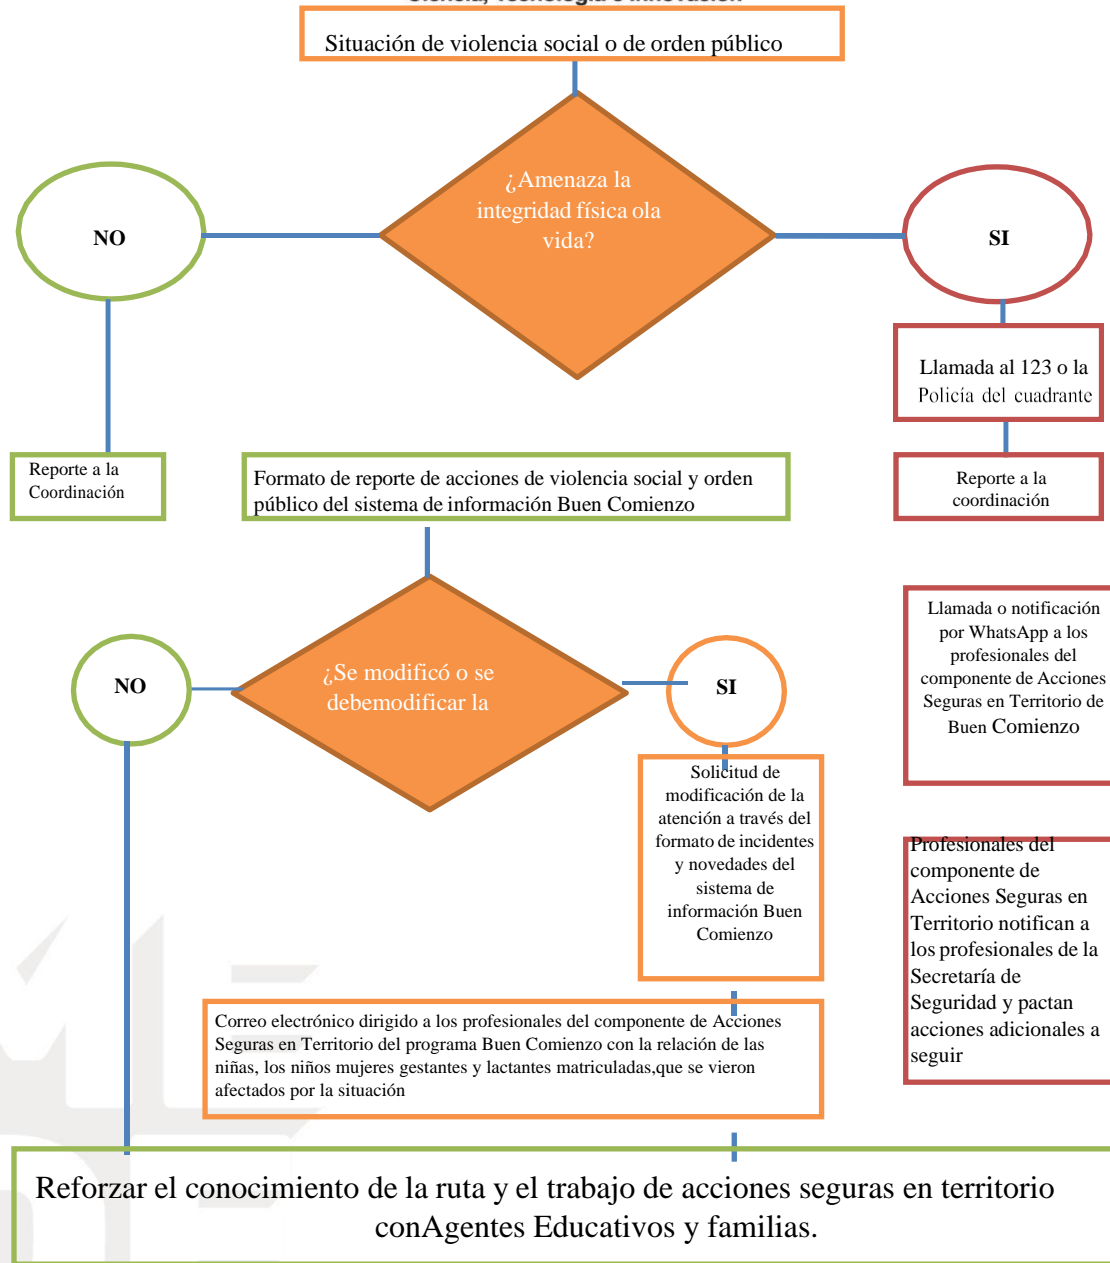 Ciencia, Tecnología e Innovación
Situación de violencia social o de orden público
¿Amenaza la
integridad física ola
vida?
NO
SI
Llamada al 123 o la
Policía del cuadrante
Reporte a la
Coordinación
Formato de reporte de acciones de violencia social y orden
público del sistema de información Buen Comienzo
Reporte a la
coordinación
Llamada o notificación
por WhatsApp a los
profesionales del
componente de Acciones
Seguras en Territorio de
Buen Comienzo
NO
¿Se modificó o se
debemodificar la
SI
Solicitud de
modificación de la
atención a través del
formato de incidentes
y novedades del
sistema de
información Buen
Comienzo
Profesionales del
componente de
Acciones Seguras en
Territorio notifican a
los profesionales de la
Secretaría de
Seguridad y pactan
acciones adicionales a
seguir
Correo electrónico dirigido a los profesionales del componente de Acciones
Seguras en Territorio del programa Buen Comienzo con la relación de las
niñas, los niños mujeres gestantes y lactantes matriculadas,que se vieron
afectados por la situación
Reforzar el conocimiento de la ruta y el trabajo de acciones seguras en territorio
conAgentes Educativos y familias.